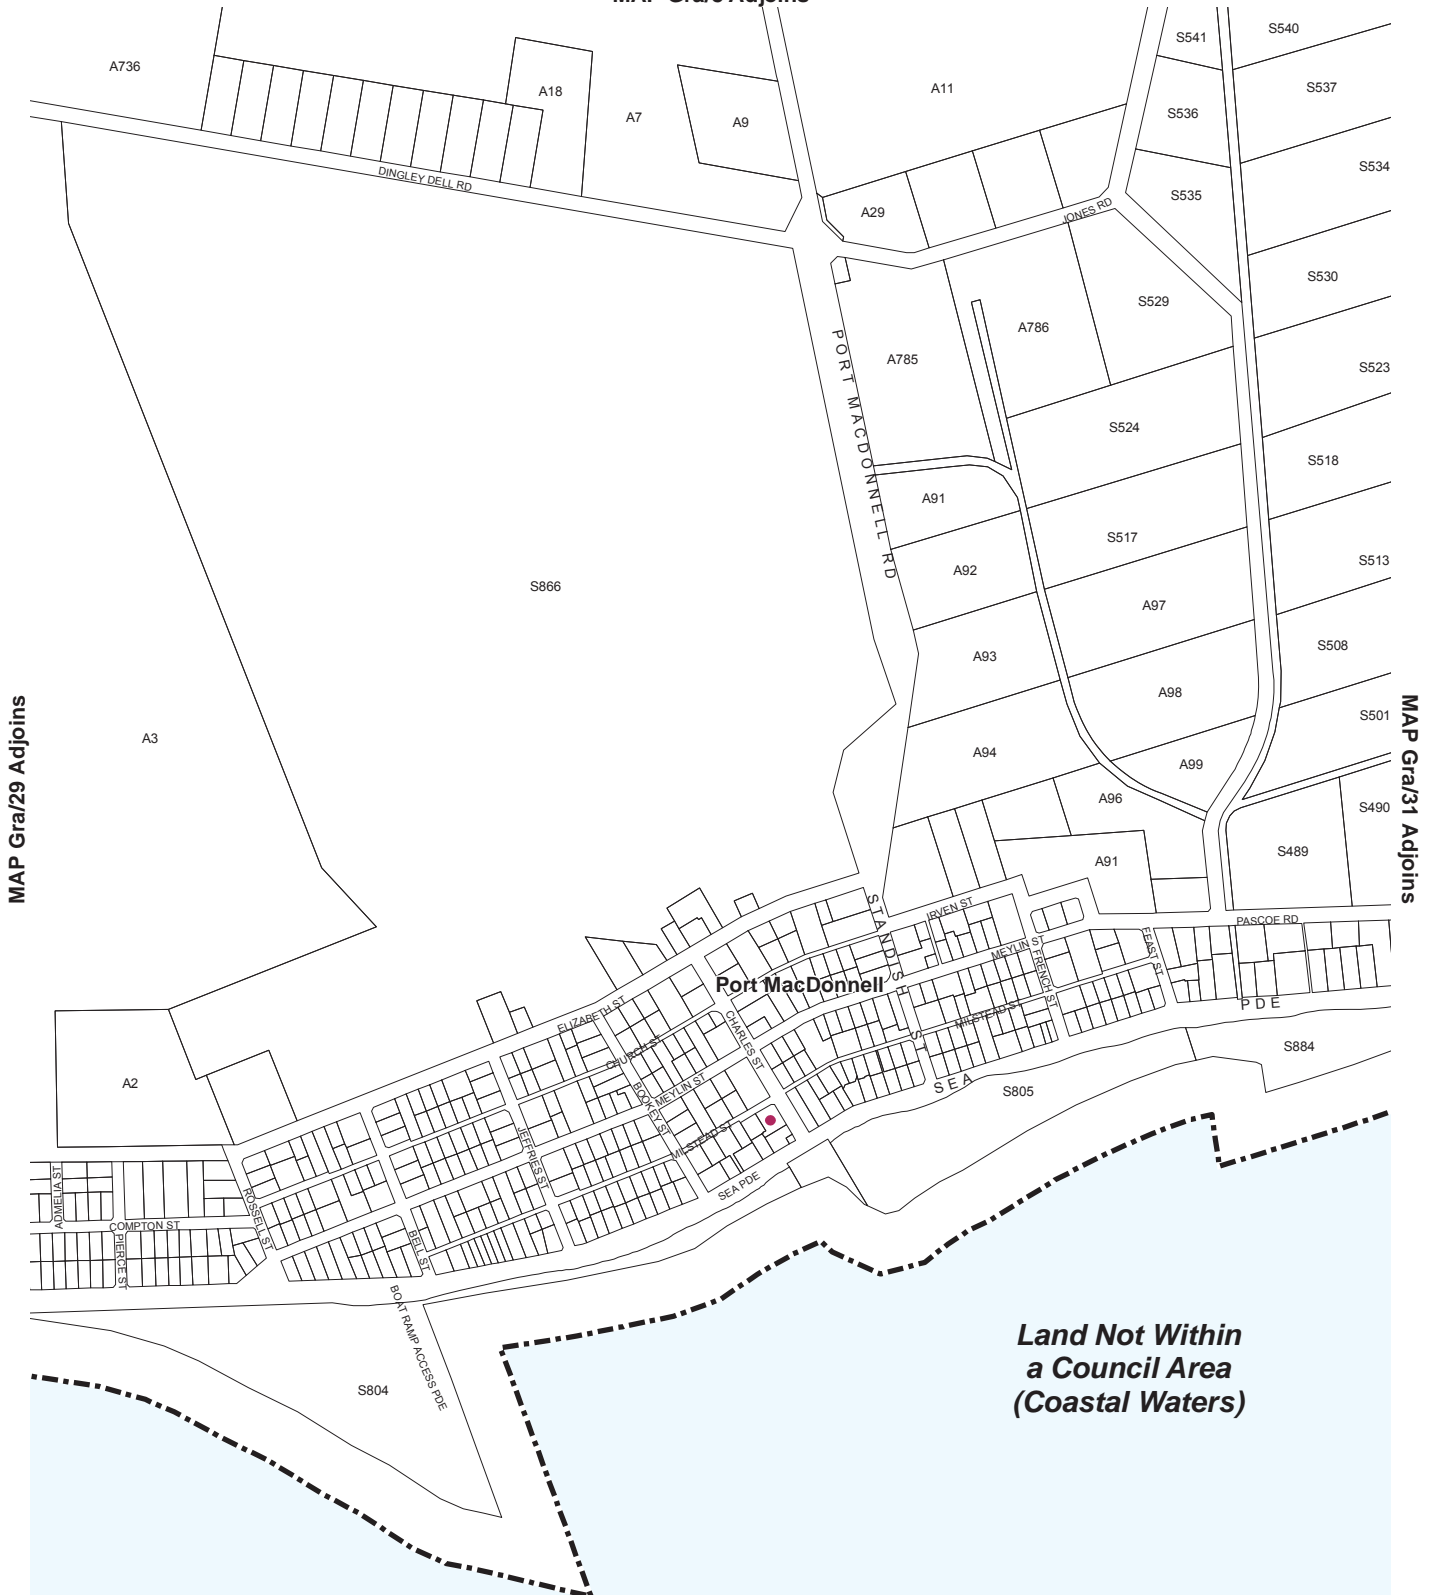 S541
S540
A736
A18
A11
S537
A7
A9
S536
S534
DINGLEY DELL RD
S535
A29
JONES RD
S530
S529
A786
A785
PORT MACDONNELL RD
S523
S524
S518
A91
S517
S513
A92
S866
A97
A93
S508
A98
S501
A3
A94
A99
MAP Gra/29 Adjoins
MAP Gra/31 Adjoins
A96
S490
S489
A91
STANDISH ST
IRVEN ST
PASCOE RD
MEYLIN ST
FEAST ST
FRENCH ST
Port MacDonnell
PDE
ELIZABETH ST
CHARLES ST
MILSTEAD ST
CHURCH ST
S884
A2
SEA
S805
MEYLIN ST
BOOKEY ST
JEFFRIES ST
MILSTEAD ST
SEA PDE
ADMELIA ST
ROSSELL ST
COMPTON ST
PIERCE ST
BELL ST
BOAT RAMP ACCESS PDE
S804
Land Not Within
a Council Area
(Coastal Waters)